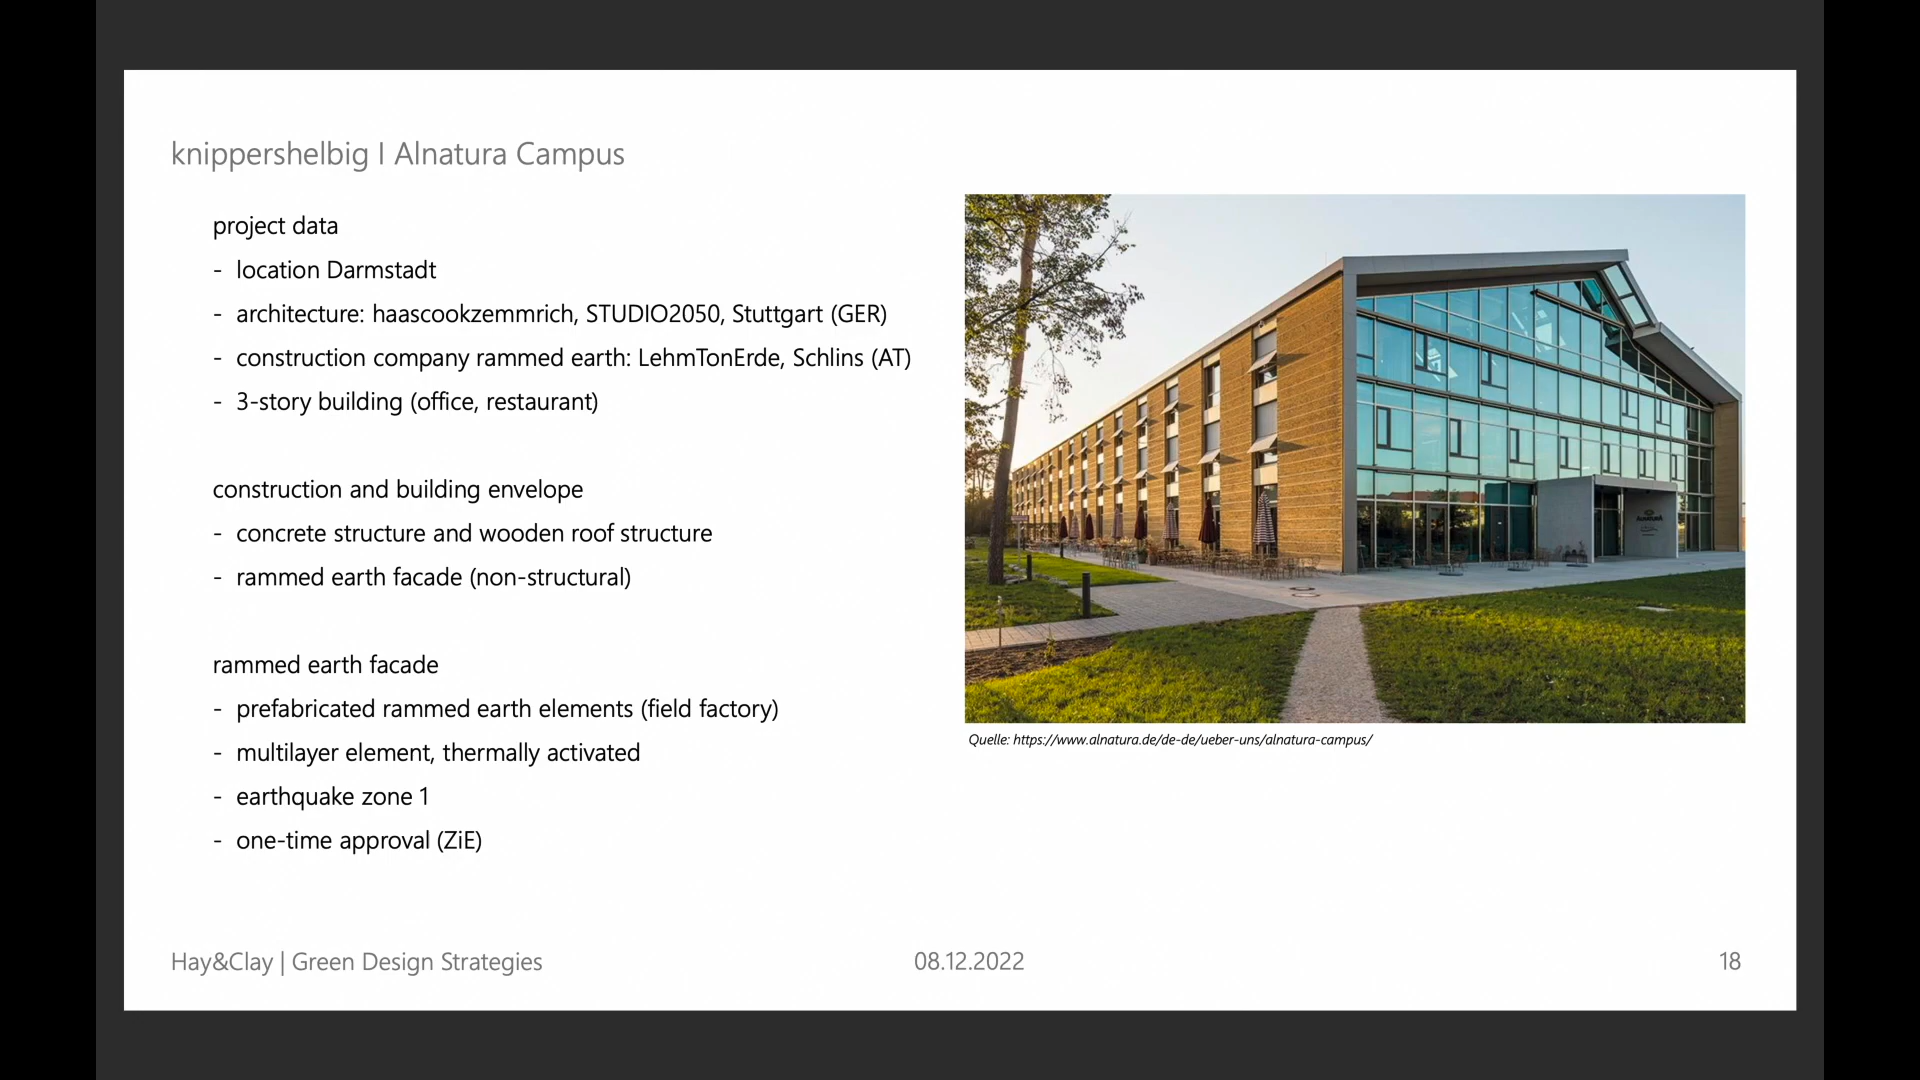 knippershelbig I Alnatura Campus
project data
- location Darmstadt
- architecture: haascookzemmrich, STUDIO2050, Stuttgart (GER)
- construction company rammed earth: LehmTonErde, Schlins (AT)
- 3-story building (office, restaurant)
construction and building envelope
- concrete structure and wooden roof structure
- rammed earth facade (non-structural)
rammed earth facade
- prefabricated rammed earth elements (field factory)
- multilayer element, thermally activated
- earthquake zone 1
- one-time approval (ZiE)
ALNATURA
Quelle: https://www.alnatura.de/de-de/ueber-uns/alnatura-campus/
Hay&Clay | Green Design Strategies
08.12.2022
18